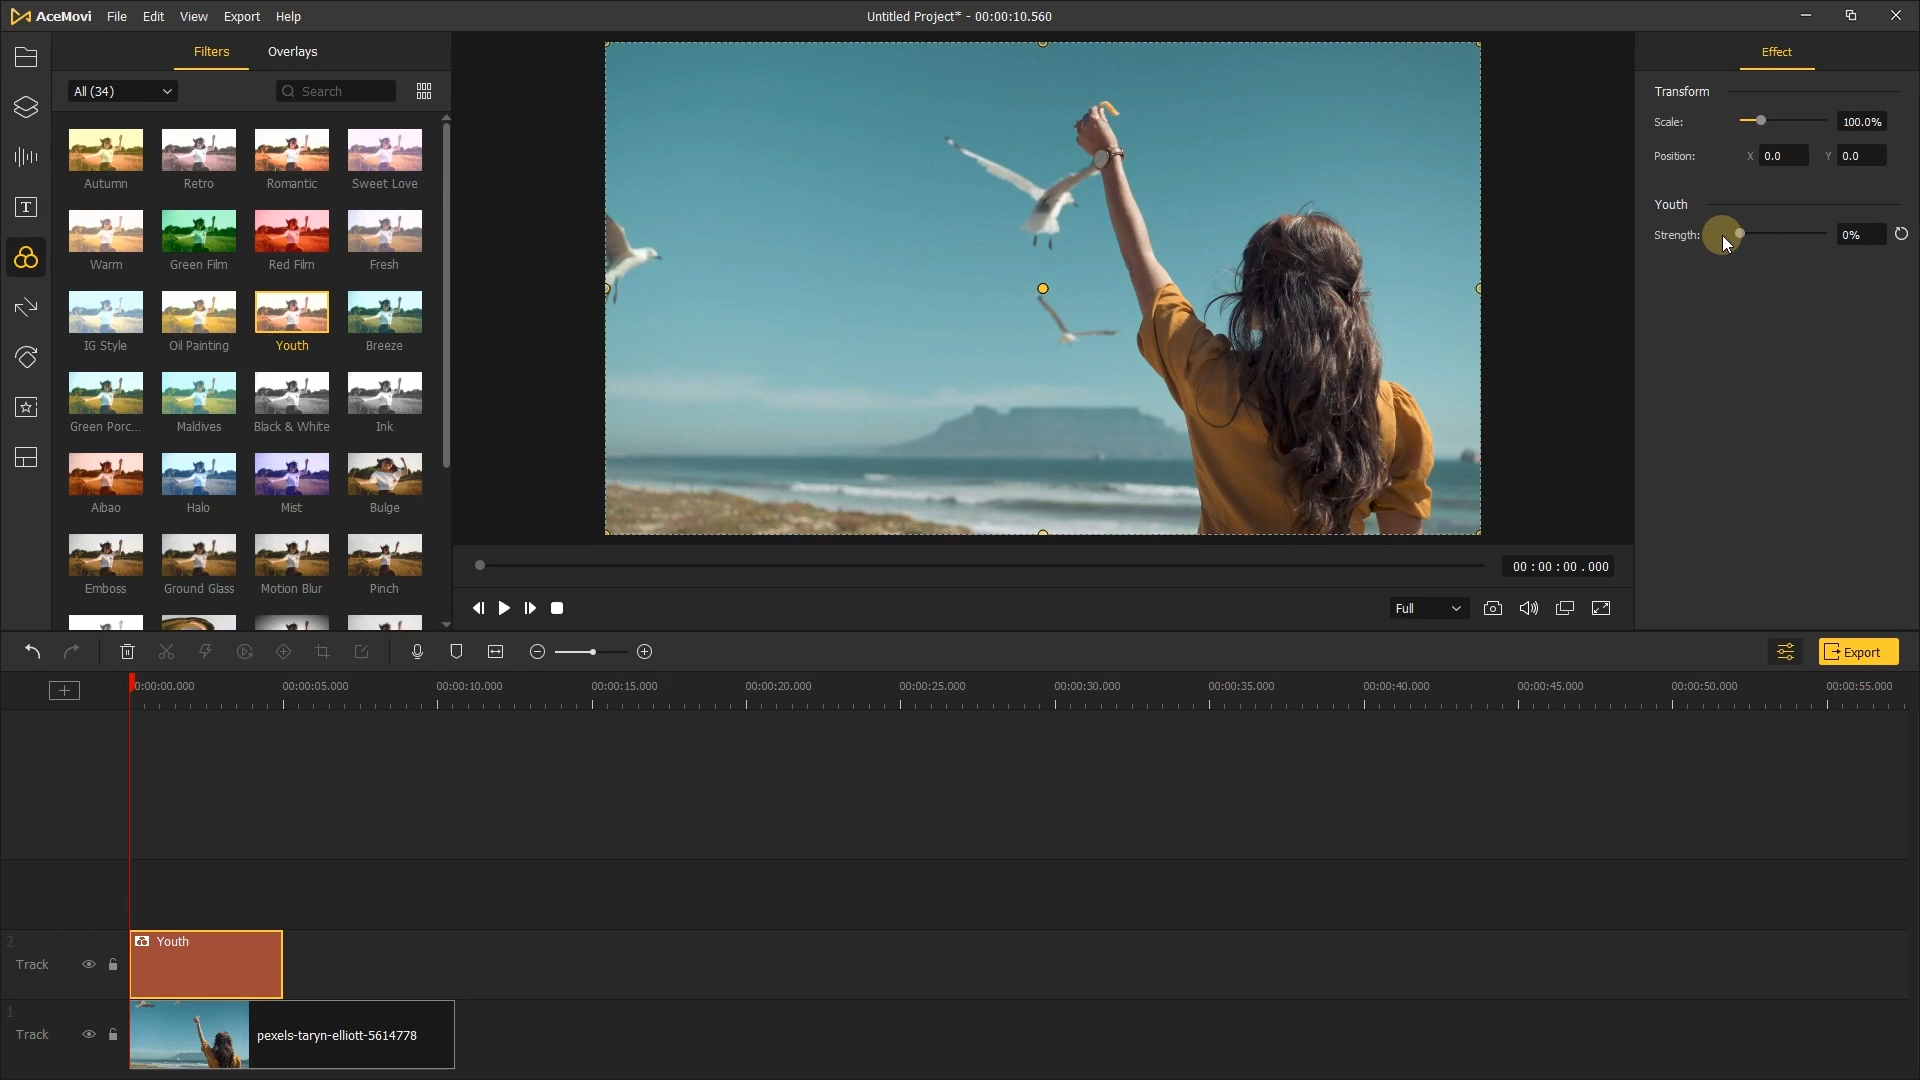 AceMovi File Edit View Export Help
Untitled Project* - 00:00:10.560
Filters Overlays
All (34)
Search
Autumn Retro Romantic Sweet Love
Warm Green Film Red Film Fresh
IG Style Oil Painting Youth Breeze
Green Porc... Maldives Black & White Ink
Aibao Halo Mist Bulge
Emboss Ground Glass Motion Blur Pinch
Effect
Transform
Scale: 100.0%
Position: X 0.0 Y 0.0
Youth
Strength: 0%
00 : 00 : 00 . 000
Full
Export
0:00:00.000 00:00:05.000 00:00:10.000 00:00:15.000 00:00:20.000 00:00:25.000 00:00:30.000 00:00:35.000 00:00:40.000 00:00:45.000 00:00:50.000 00:00:55.000
2
Track
Youth
1
Track
pexels-taryn-elliott-5614778